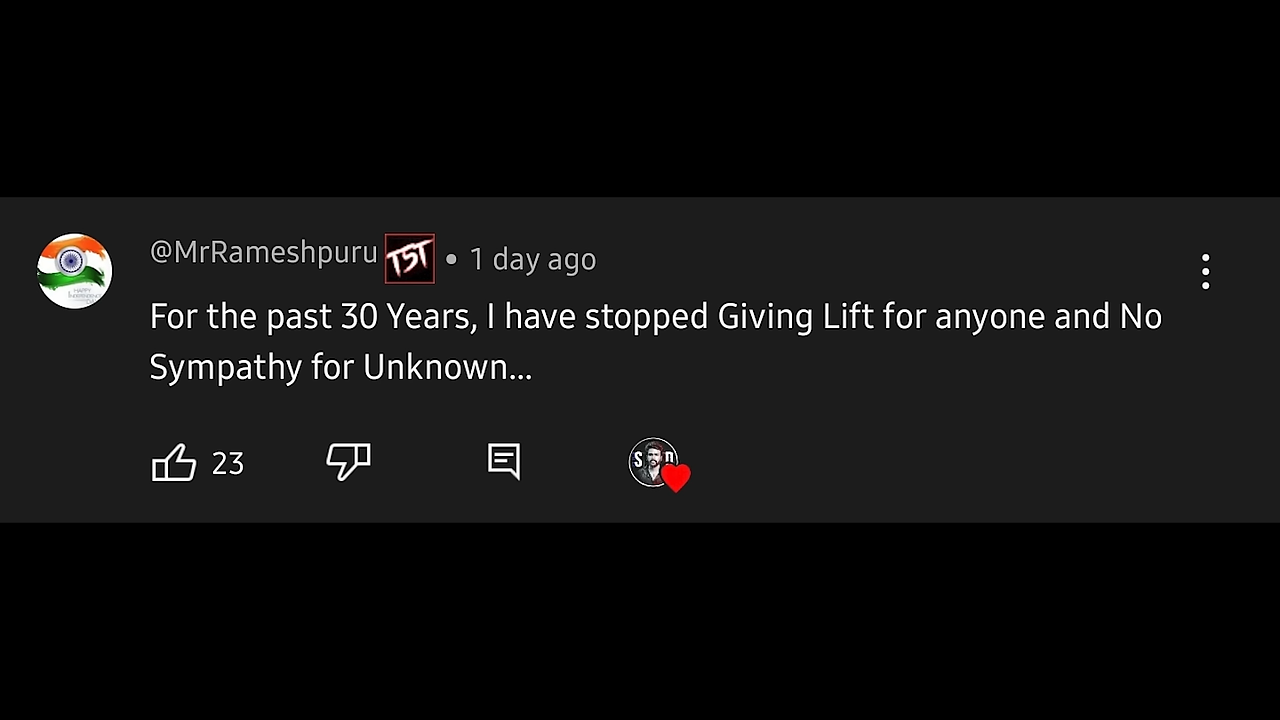 @MrRameshpuru TST • 1 day ago
For the past 30 Years, I have stopped Giving Lift for anyone and No
Sympathy for Unknown...
23